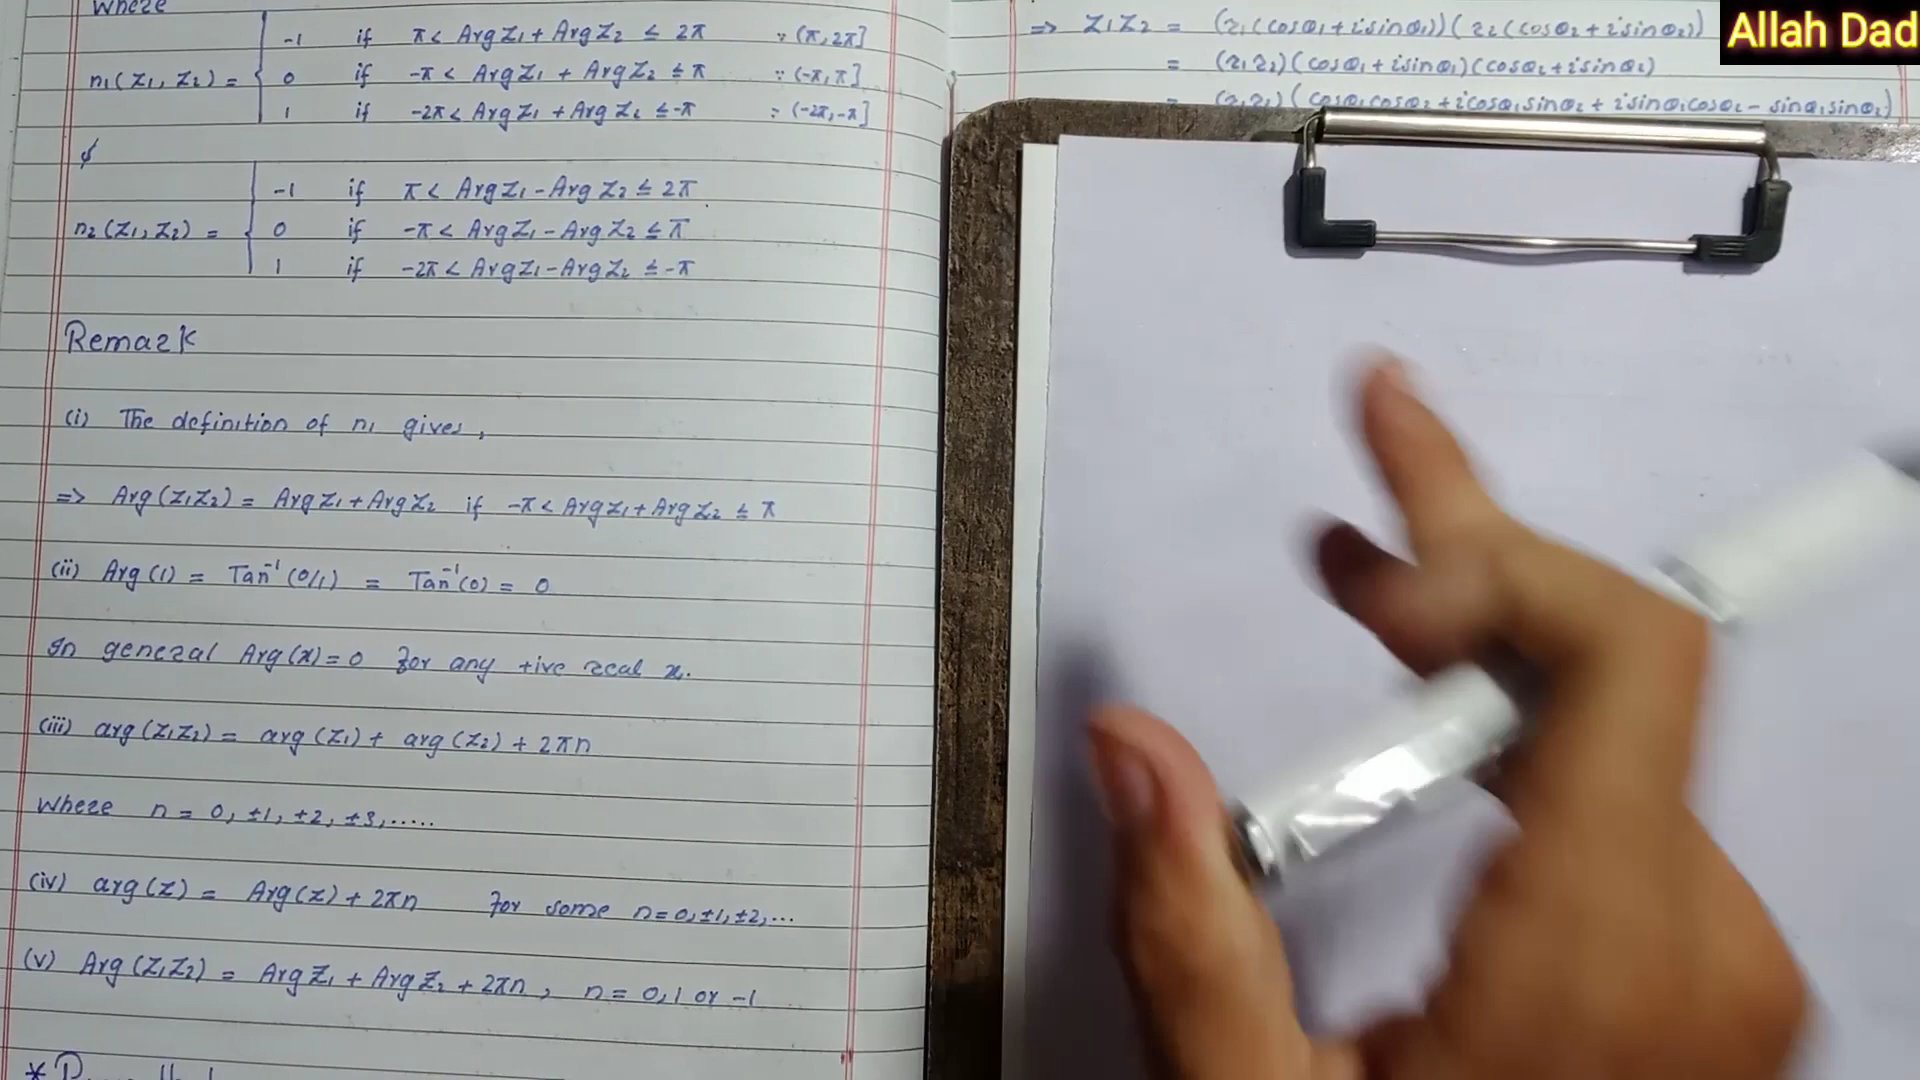 where
n₁(z₁, z₂) = { -1 if π < Arg z₁ + Arg z₂ ≤ 2π ∵ (π, 2π]
0 if -π < Arg z₁ + Arg z₂ ≤ π ∵ (-π, π]
1 if -2π < Arg z₁ + Arg z₂ ≤ -π ∵ (-2π, -π]
&
n₂(z₁, z₂) = { -1 if π < Arg z₁ - Arg z₂ ≤ 2π
0 if -π < Arg z₁ - Arg z₂ ≤ π
1 if -2π < Arg z₁ - Arg z₂ ≤ -π
Remark
(i) The definition of n₁ gives,
=> Arg(z₁z₂) = Arg z₁ + Arg z₂ if -π < Arg z₁ + Arg z₂ ≤ π
(ii) Arg(1) = Tan⁻¹(0/1) = Tan⁻¹(0) = 0
In general Arg(x) = 0 for any +ive real x.
(iii) arg(z₁z₂) = arg(z₁) + arg(z₂) + 2πn
where n = 0, ±1, ±2, ±3, .....
(iv) arg(z) = Arg(z) + 2πn for some n = 0, ±1, ±2, ...
(v) Arg(z₁z₂) = Arg z₁ + Arg z₂ + 2πn, n = 0, 1 or -1
=> z₁z₂ = (r₁(cosθ₁ + isinθ₁))(r₂(cosθ₂ + isinθ₂))
= (r₁r₂)(cosθ₁ + isinθ₁)(cosθ₂ + isinθ₂)
= (r₁r₂)(cosθ₁cosθ₂ + icosθ₁sinθ₂ + isinθ₁cosθ₂ - sinθ₁sinθ₂)
Allah Dad